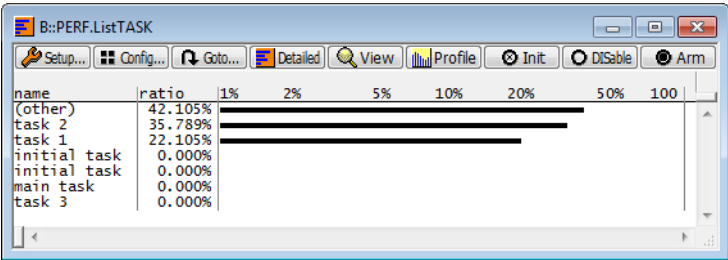 B::PERF.ListTASK
Setup... Config... Goto... Detailed View Profile Init DISable Arm
name ratio 1% 2% 5% 10% 20% 50% 100
(other) 42.105%
task 2 35.789%
task 1 22.105%
initial task 0.000%
initial task 0.000%
main task 0.000%
task 3 0.000%